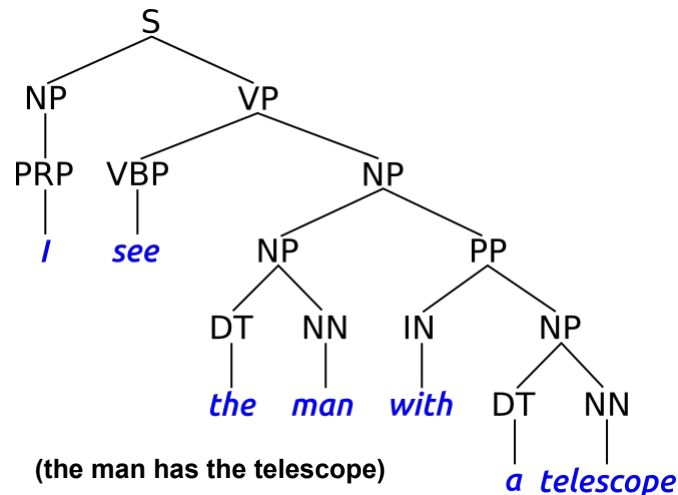 S
NP VP
PRP VBP NP
I see NP PP
DT NN IN NP
the man with DT NN
(the man has the telescope)
a telescope